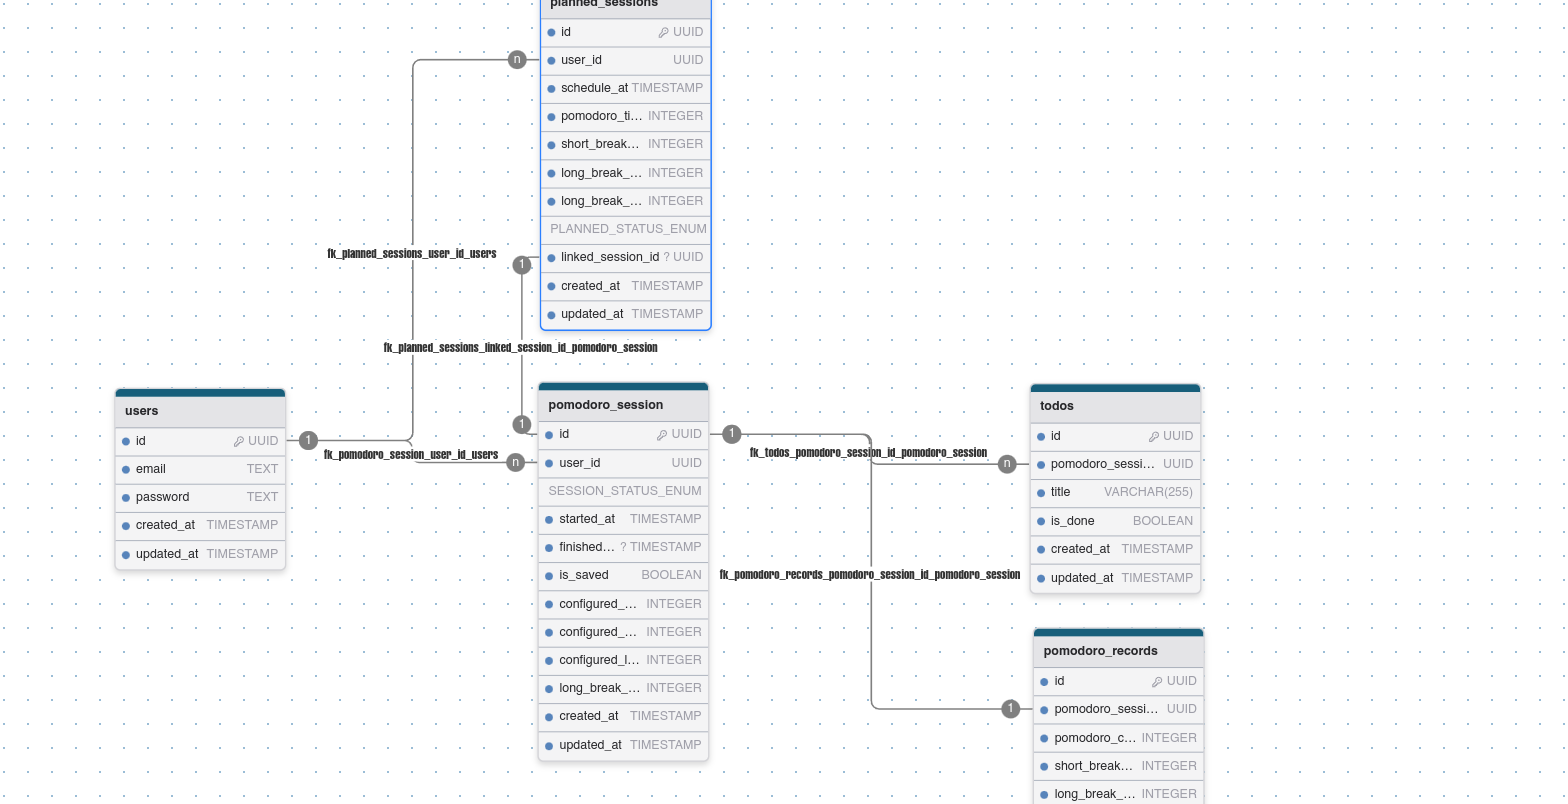 planned_sessions
id UUID
user_id UUID
schedule_at TIMESTAMP
pomodoro_ti... INTEGER
short_break... INTEGER
long_break_... INTEGER
long_break_... INTEGER
PLANNED_STATUS_ENUM
linked_session_id ? UUID
created_at TIMESTAMP
updated_at TIMESTAMP
n
fk_planned_sessions_user_id_users
1
fk_planned_sessions_linked_session_id_pomodoro_session
1
users
id UUID
email TEXT
password TEXT
created_at TIMESTAMP
updated_at TIMESTAMP
1
fk_pomodoro_session_user_id_users
n
pomodoro_session
id UUID
user_id UUID
SESSION_STATUS_ENUM
started_at TIMESTAMP
finished... ? TIMESTAMP
is_saved BOOLEAN
configured_... INTEGER
configured_... INTEGER
configured_l... INTEGER
long_break_... INTEGER
created_at TIMESTAMP
updated_at TIMESTAMP
1
fk_todos_pomodoro_session_id_pomodoro_session
n
todos
id UUID
pomodoro_sessi... UUID
title VARCHAR(255)
is_done BOOLEAN
created_at TIMESTAMP
updated_at TIMESTAMP
fk_pomodoro_records_pomodoro_session_id_pomodoro_session
1
pomodoro_records
id UUID
pomodoro_sessi... UUID
pomodoro_c... INTEGER
short_break... INTEGER
long_break_... INTEGER